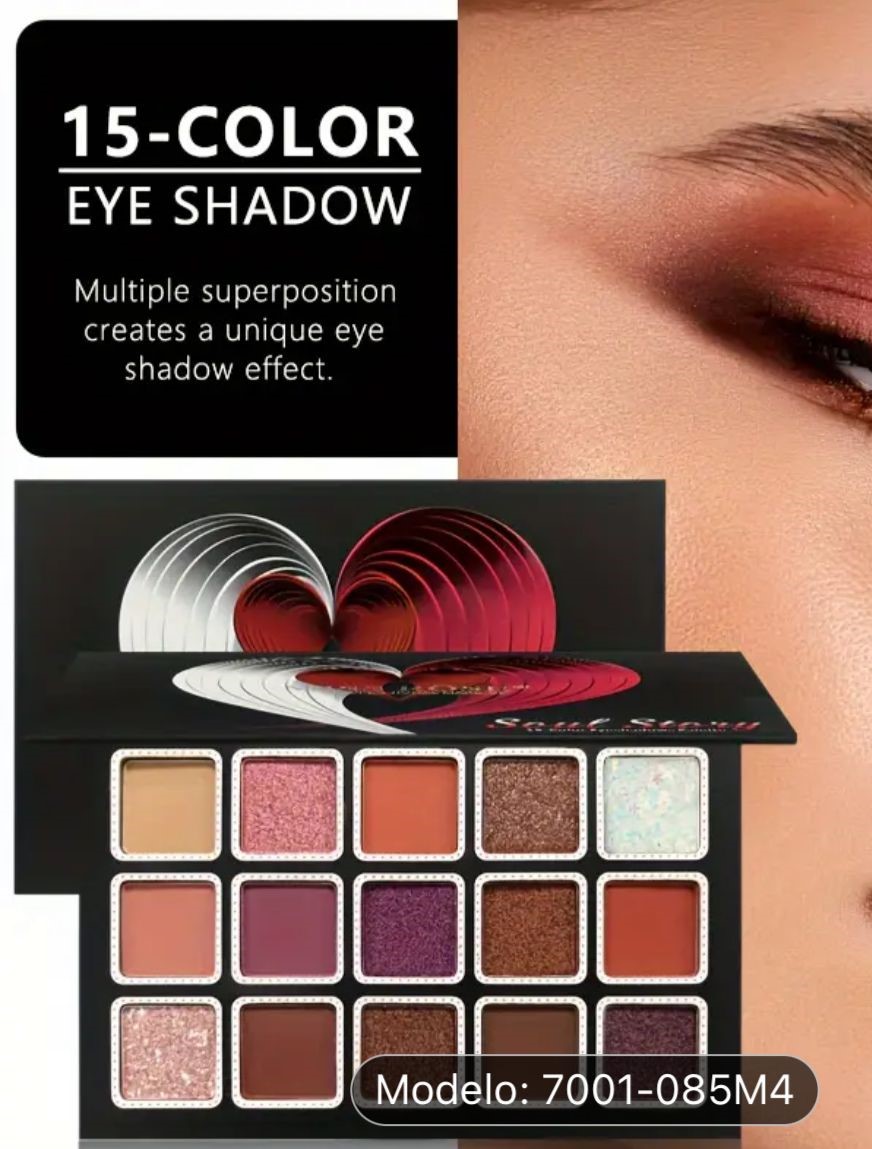 15-COLOR
EYE SHADOW
Multiple superposition
creates a unique eye
shadow effect.
Soul Story
Modelo: 7001-085M4